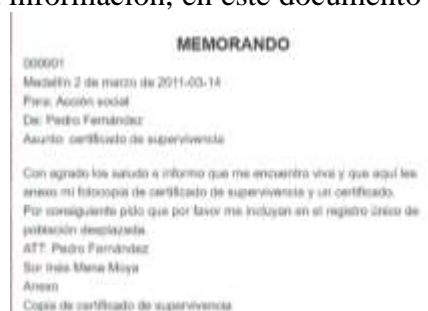 información, en este documento
MEMORANDO
000001
Medellín 2 de marzo de 2011-03-14
Para: Acción social
De: Pedro Fernández
Asunto: certificado de supervivencia
Con agrado los saludo e informo que me encuentro viva y que aquí les
anexo mi fotocopia de certificado de supervivencia y un certificado.
Por consiguiente pido que por favor me incluyan en el registro único de
población desplazada.
ATT: Pedro Fernández
Sor Inés Mena Moya
Anexo
Copia de certificado de supervivencia